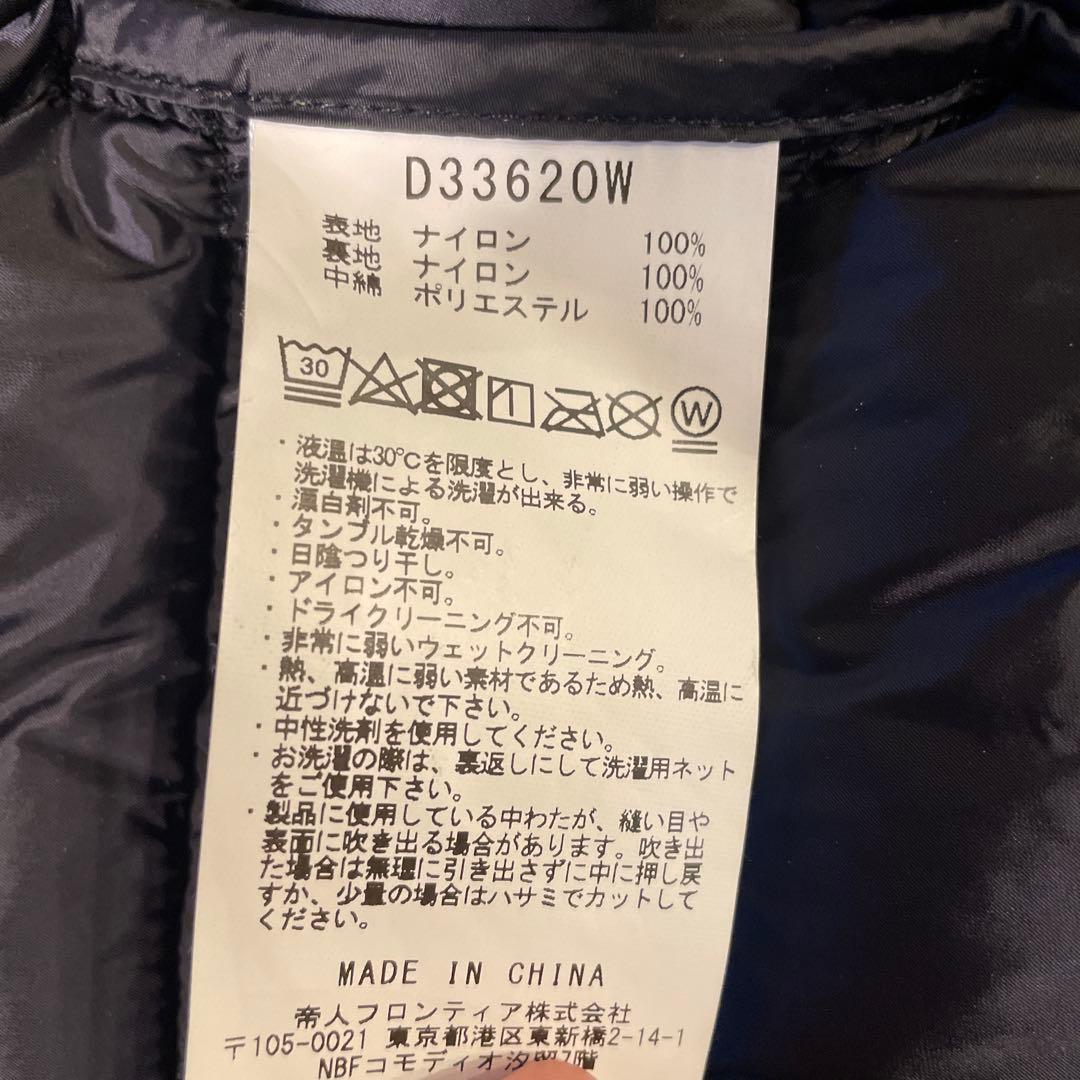 D33620W
表地 ナイロン 100%
裏地 ナイロン 100%
中綿 ポリエステル 100%
30 W
・液温は30℃を限度とし、非常に弱い操作で
洗濯機による洗濯が出来る。
・漂白剤不可。
・タンブル乾燥不可。
・日陰つり干し。
・アイロン不可。
・ドライクリーニング不可。
・非常に弱いウェットクリーニング。
・熱、高温に弱い素材であるため熱、高温に
近づけないで下さい。
・中性洗剤を使用してください。
・お洗濯の際は、裏返しにして洗濯用ネット
をご使用下さい。
・製品に使用している中わたが、縫い目や
表面に吹き出る場合があります。吹き出
た場合は無理に引き出さずに中に押し戻
すか、少量の場合はハサミでカットして
ください。
MADE IN CHINA
帝人フロンティア株式会社
〒105-0021 東京都港区東新橋2-14-1
NBFコモディオ汐留7階